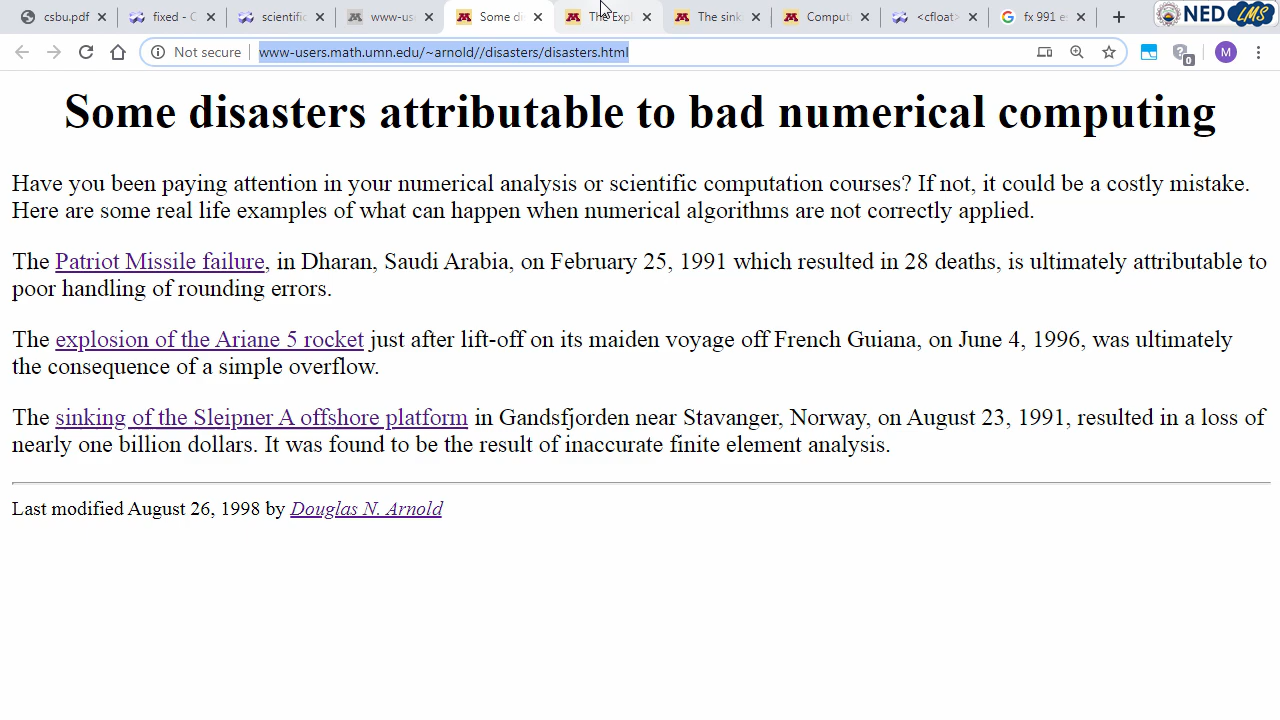 csbu.pdf
fixed - C
scientific
www-us
Some di
The Expl
The sink
Comput
<cfloat>
fx 991 e
NED LMS
Not secure
www-users.math.umn.edu/~arnold//disasters/disasters.html
0
M
Some disasters attributable to bad numerical computing
Have you been paying attention in your numerical analysis or scientific computation courses? If not, it could be a costly mistake.
Here are some real life examples of what can happen when numerical algorithms are not correctly applied.
The Patriot Missile failure, in Dharan, Saudi Arabia, on February 25, 1991 which resulted in 28 deaths, is ultimately attributable to
poor handling of rounding errors.
The explosion of the Ariane 5 rocket just after lift-off on its maiden voyage off French Guiana, on June 4, 1996, was ultimately
the consequence of a simple overflow.
The sinking of the Sleipner A offshore platform in Gandsfjorden near Stavanger, Norway, on August 23, 1991, resulted in a loss of
nearly one billion dollars. It was found to be the result of inaccurate finite element analysis.
Last modified August 26, 1998 by Douglas N. Arnold